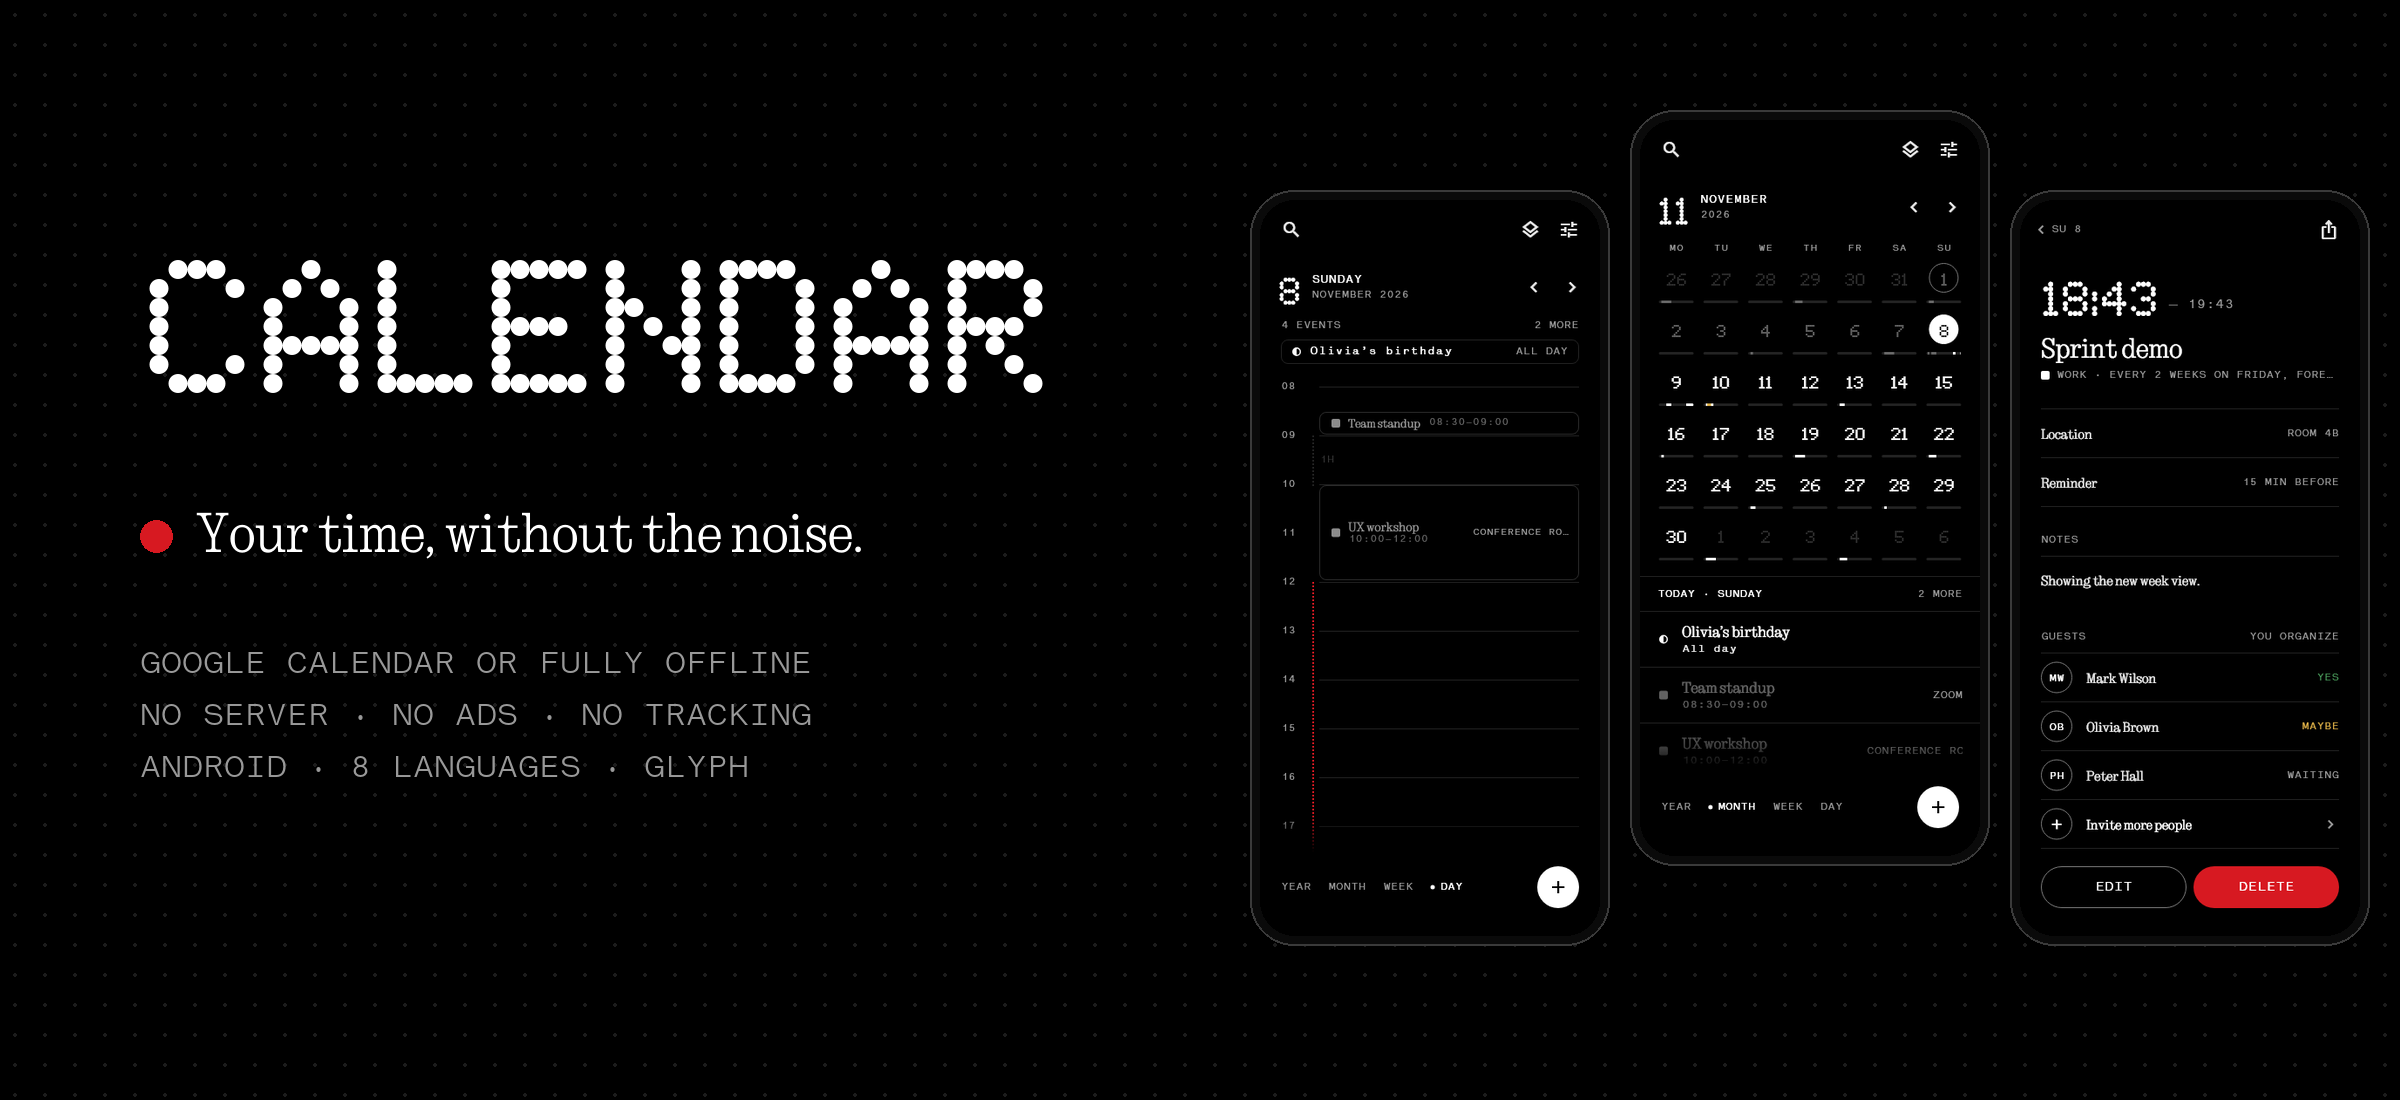 CALENDAR
Your time, without the noise.
GOOGLE CALENDAR OR FULLY OFFLINE
NO SERVER · NO ADS · NO TRACKING
ANDROID · 8 LANGUAGES · GLYPH
8 SUNDAY
NOVEMBER 2026
4 EVENTS 2 MORE
Olivia's birthday ALL DAY
08
Team standup 08:30–09:00
09
1H
10
11 UX workshop CONFERENCE RO…
10:00–12:00
12
13
14
15
16
17
YEAR MONTH WEEK • DAY
11 NOVEMBER
2026
MO TU WE TH FR SA SU
26 27 28 29 30 31 1
2 3 4 5 6 7 8
9 10 11 12 13 14 15
16 17 18 19 20 21 22
23 24 25 26 27 28 29
30 1 2 3 4 5 6
TODAY · SUNDAY 2 MORE
Olivia's birthday
All day
Team standup ZOOM
08:30–09:00
UX workshop CONFERENCE RO
10:00–12:00
YEAR • MONTH WEEK DAY
SU 8
18:43 — 19:43
Sprint demo
WORK · EVERY 2 WEEKS ON FRIDAY, FORE…
Location ROOM 4B
Reminder 15 MIN BEFORE
NOTES
Showing the new week view.
GUESTS YOU ORGANIZE
MW Mark Wilson YES
OB Olivia Brown MAYBE
PH Peter Hall WAITING
+ Invite more people
EDIT DELETE